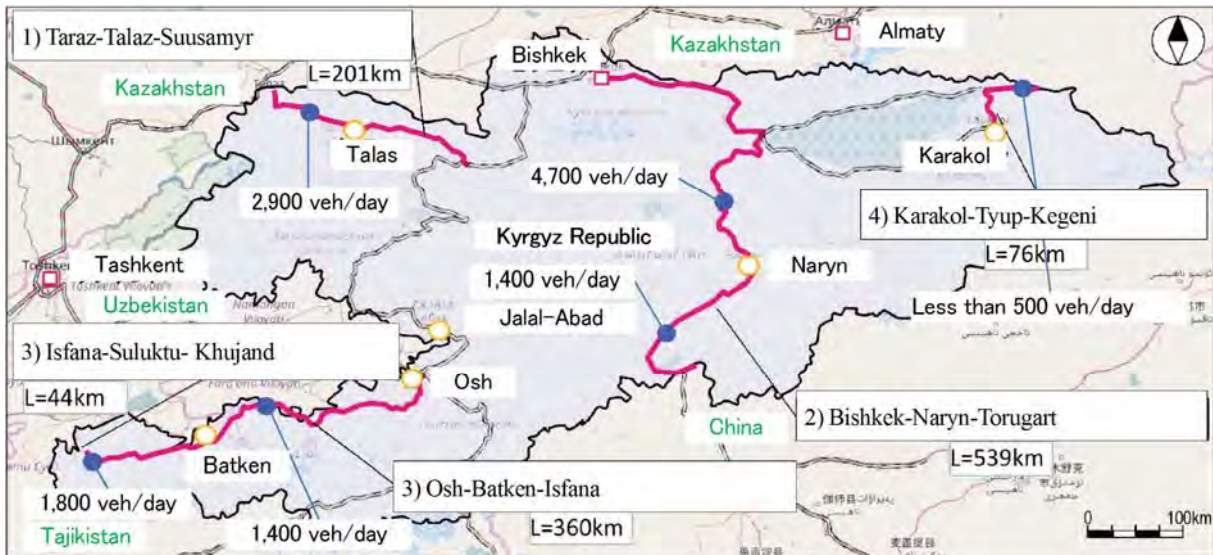 1) Taraz-Talaz-Suusamyr
L=201km
Kazakhstan
Bishkek
Kazakhstan
Almaty
Шымкент
Talas
2,900 veh/day
4,700 veh/day
Karakol
4) Karakol-Tyup-Kegeni
L=76km
Less than 500 veh/day
Kyrgyz Republic
1,400 veh/day
Naryn
Tashkent
Uzbekistan
Jalal-Abad
3) Isfana-Suluktu- Khujand
L=44km
Osh
China
2) Bishkek-Naryn-Torugart
L=539km
Batken
3) Osh-Batken-Isfana
L=360km
1,800 veh/day
1,400 veh/day
Tajikistan
0
100km